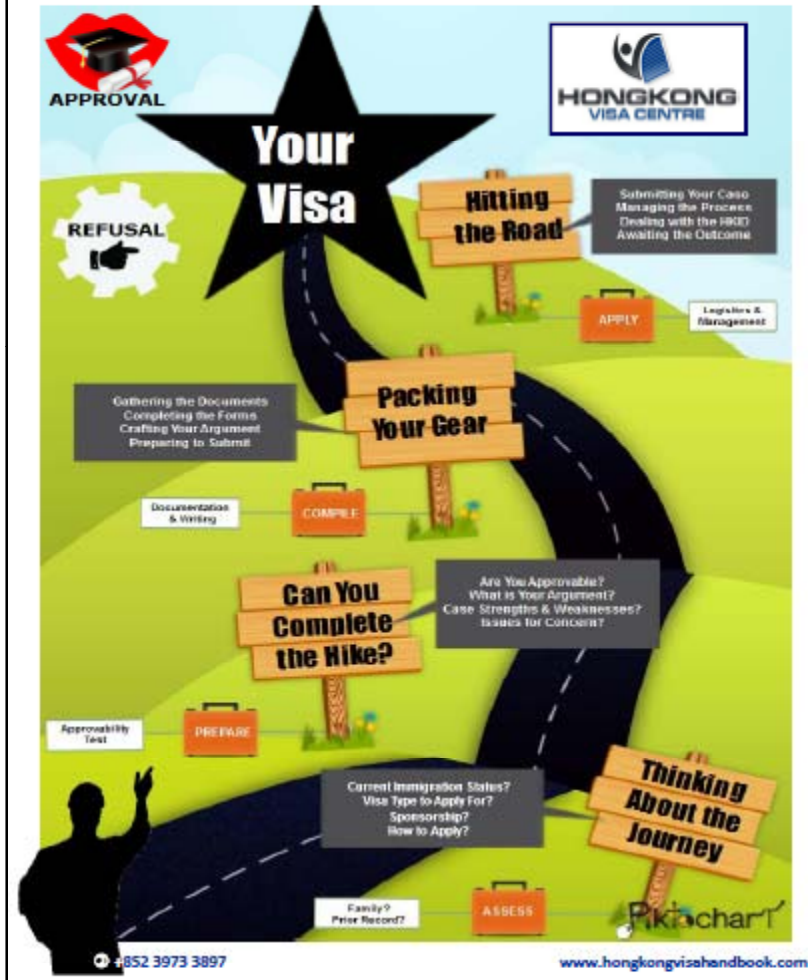 APPROVAL
HONGKONG
VISA CENTRE
Your
Visa
Hitting
the Road
Submitting Your Case
Managing the Process
Dealing with the HKID
Awaiting the Outcome
REFUSAL
APPLY
Logistics &
Management
Packing
Your Gear
Gathering the Documents
Completing the Forms
Crafting Your Argument
Preparing to Submit
Documentation
& Writing
COMPILE
Can You
Complete
the Hike?
Are You Approvable?
What is Your Argument?
Case Strengths & Weaknesses?
Issues for Concern?
Approvability
Test
PREPARE
Thinking
About the
Journey
Current Immigration Status?
Visa Type to Apply For?
Sponsorship?
How to Apply?
Family?
Prior Record?
ASSESS
Piktochart
+852 3973 3897
www.hongkongvisahandbook.com